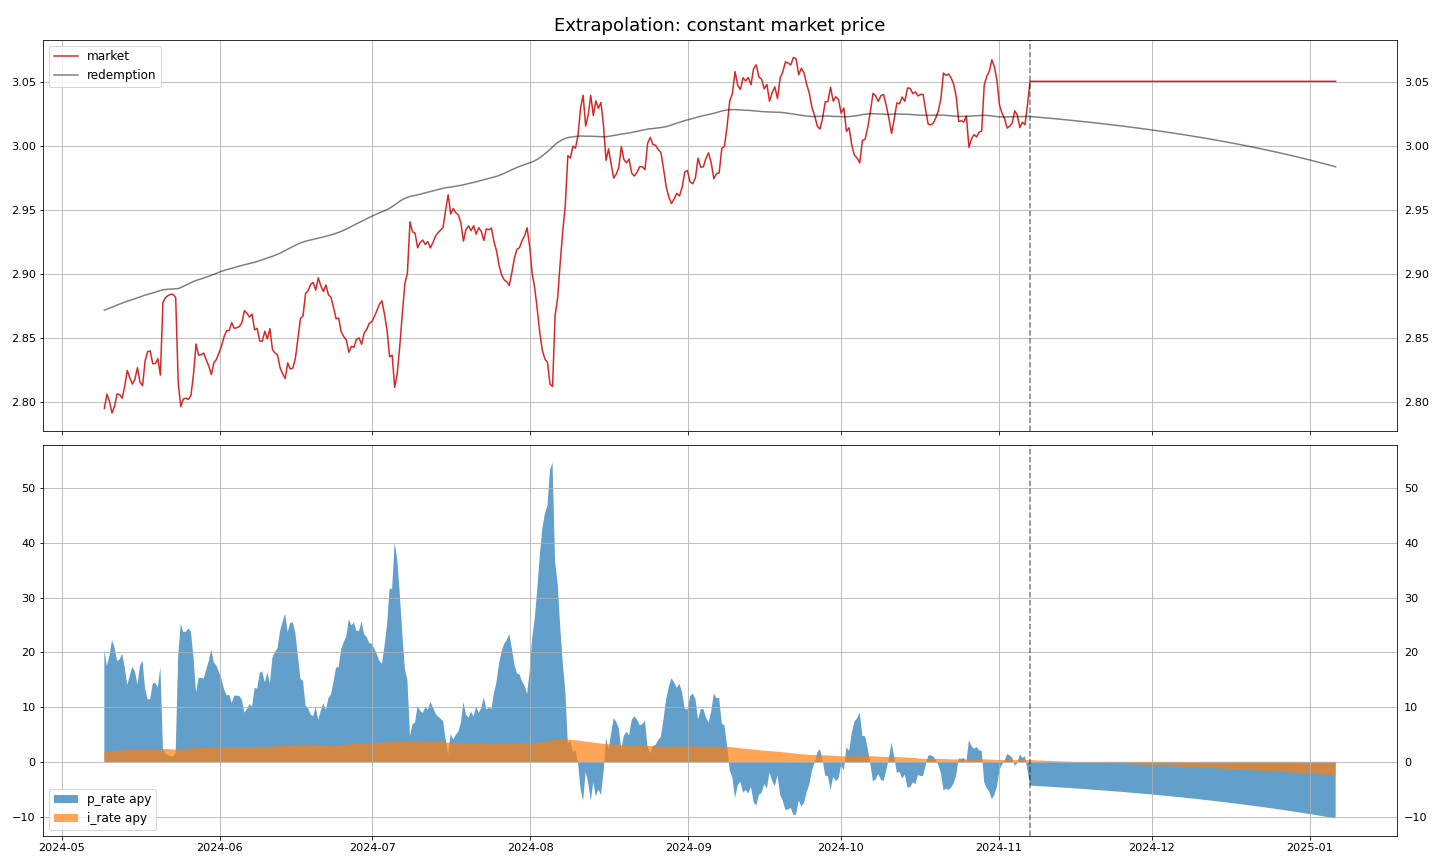 Extrapolation: constant market price
market
redemption
3.05 3.05
3.00 3.00
2.95 2.95
2.90 2.90
2.85 2.85
2.80 2.80
50 50
40 40
30 30
20 20
10 10
0 0
−10 −10
p_rate apy
i_rate apy
2024-05 2024-06 2024-07 2024-08 2024-09 2024-10 2024-11 2024-12 2025-01